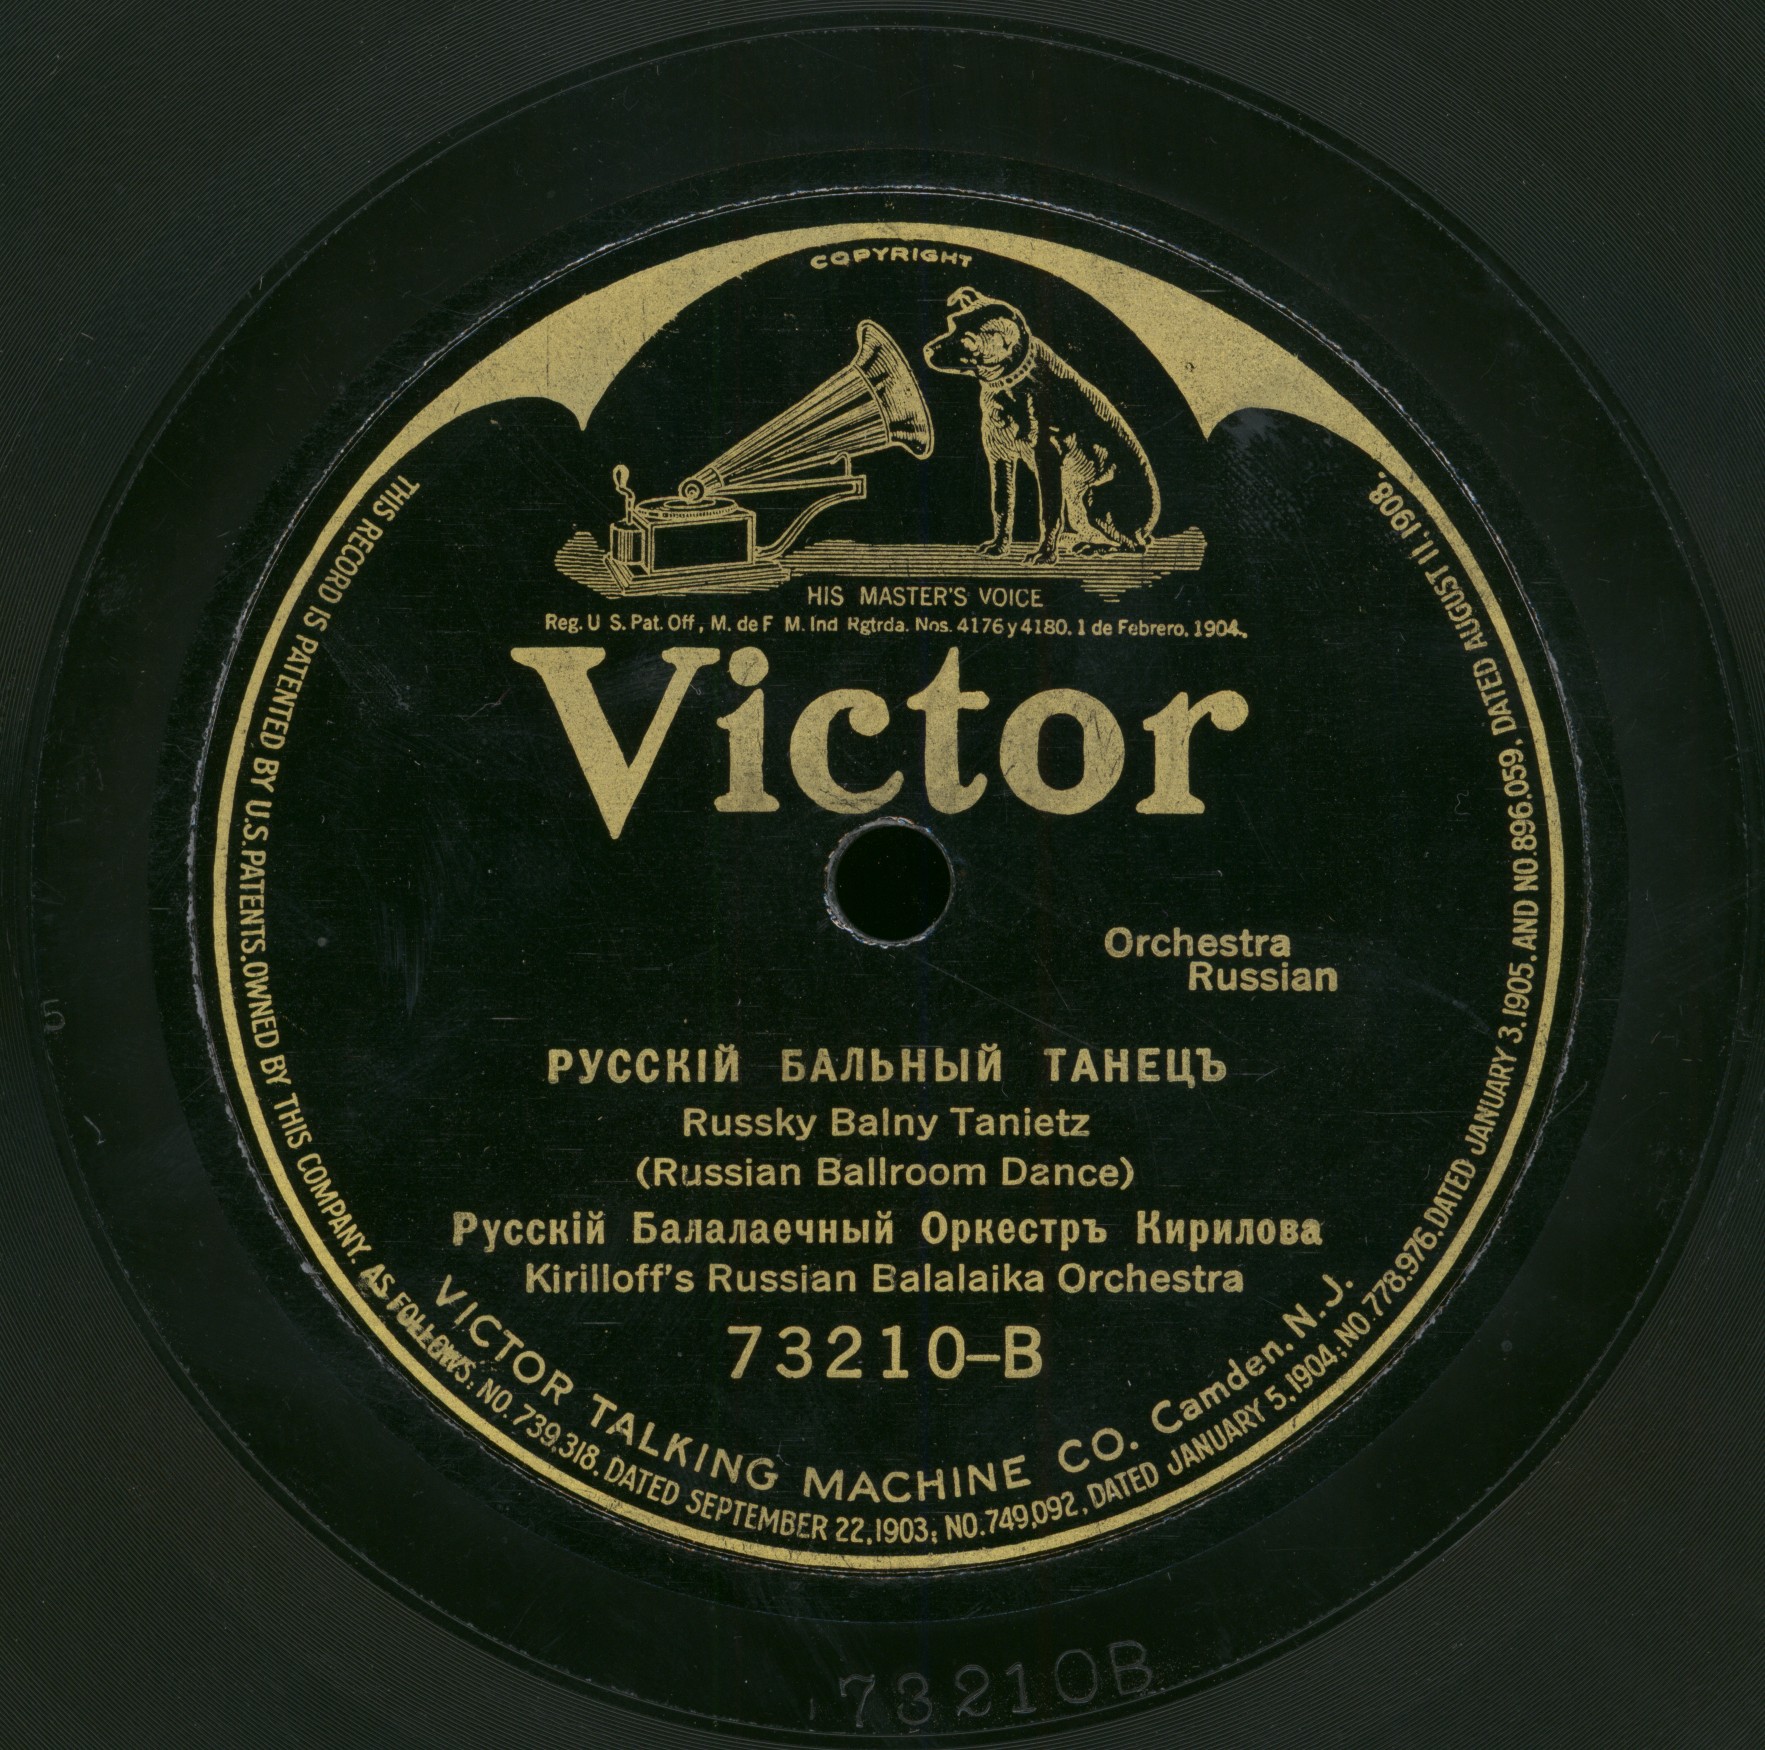 COPYRIGHT
HIS MASTER'S VOICE
Reg. U S. Pat. Off, M. de F M. Ind Rgtrda. Nos. 4176 y 4180. 1 de Febrero. 1904.
Victor
Orchestra
Russian
РУССКІЙ БАЛЬНЫЙ ТАНЕЦЪ
Russky Balny Tanietz
(Russian Ballroom Dance)
Русскій Балалаечный Оркестръ Кирилова
Kirilloff's Russian Balalaika Orchestra
73210–B
VICTOR TALKING MACHINE CO. Camden. N. J.
THIS RECORD IS PATENTED BY U.S. PATENTS. OWNED BY THIS COMPANY. AS FOLLOWS: NO. 739,318. DATED SEPTEMBER 22, 1903; NO. 749,092, DATED JANUARY 5, 1904; NO. 778.976. DATED JANUARY 3, 1905. AND NO. 896.059, DATED AUGUST 11, 1908.
5
73210B